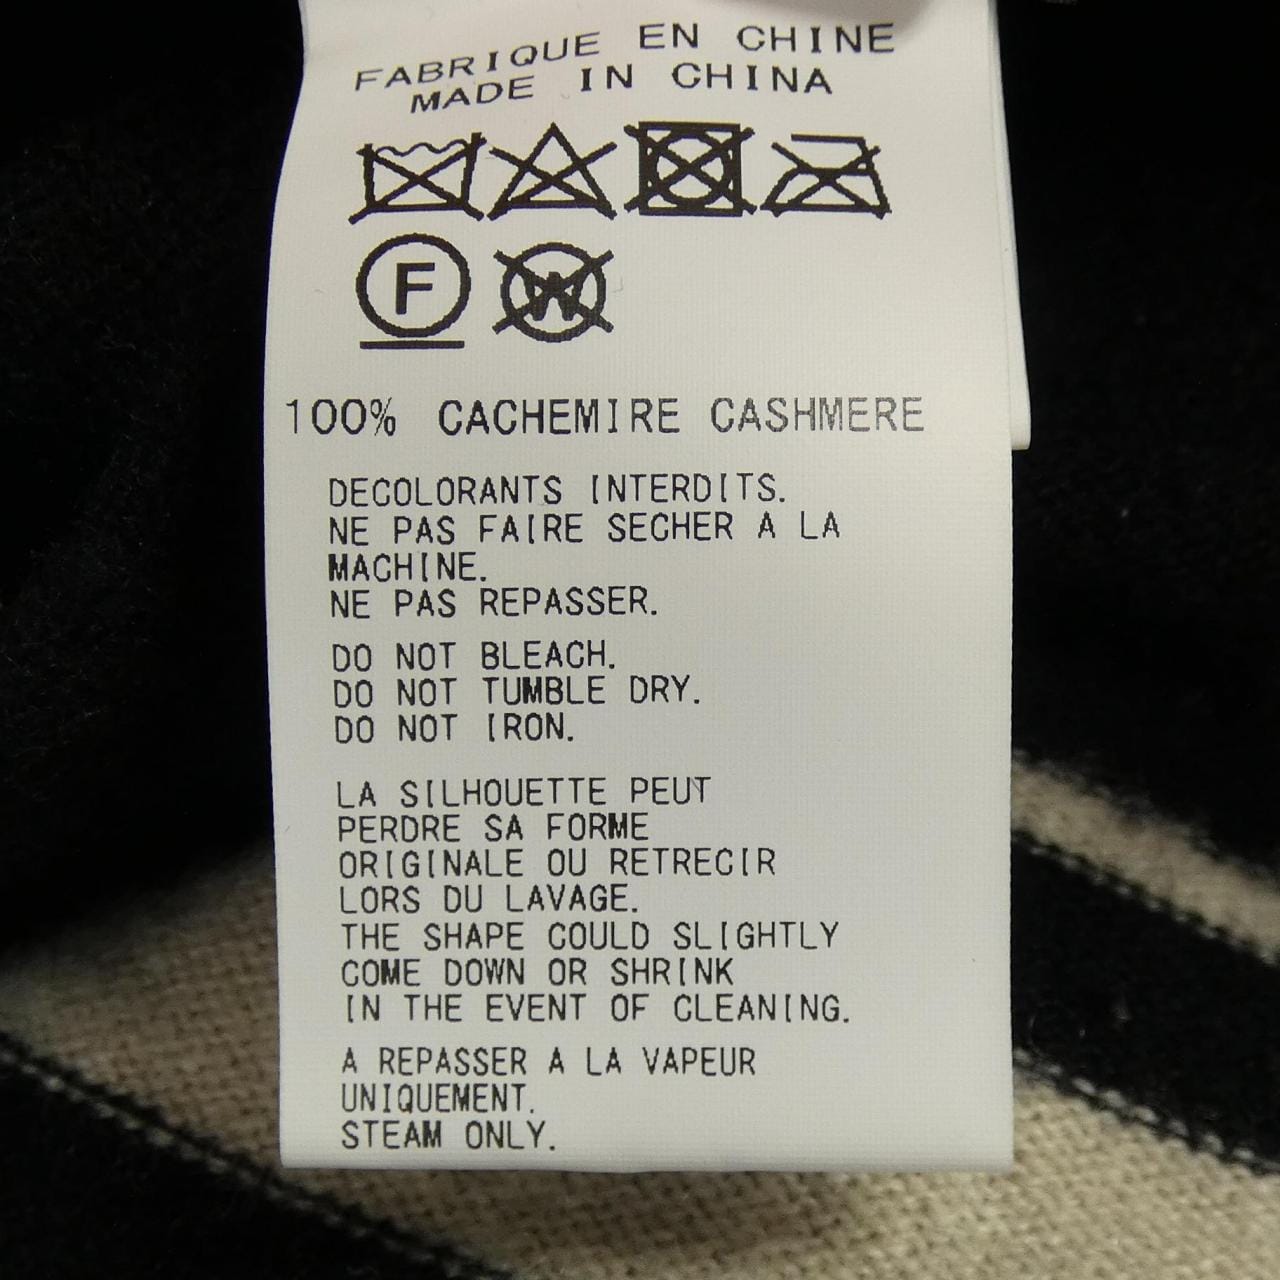 FABRIQUE EN CHINE
MADE IN CHINA
F W
100% CACHEMIRE CASHMERE
DECOLORANTS INTERDITS.
NE PAS FAIRE SECHER A LA
MACHINE.
NE PAS REPASSER.
DO NOT BLEACH.
DO NOT TUMBLE DRY.
DO NOT IRON.
LA SILHOUETTE PEUT
PERDRE SA FORME
ORIGINALE OU RETRECIR
LORS DU LAVAGE.
THE SHAPE COULD SLIGHTLY
COME DOWN OR SHRINK
IN THE EVENT OF CLEANING.
A REPASSER A LA VAPEUR
UNIQUEMENT.
STEAM ONLY.